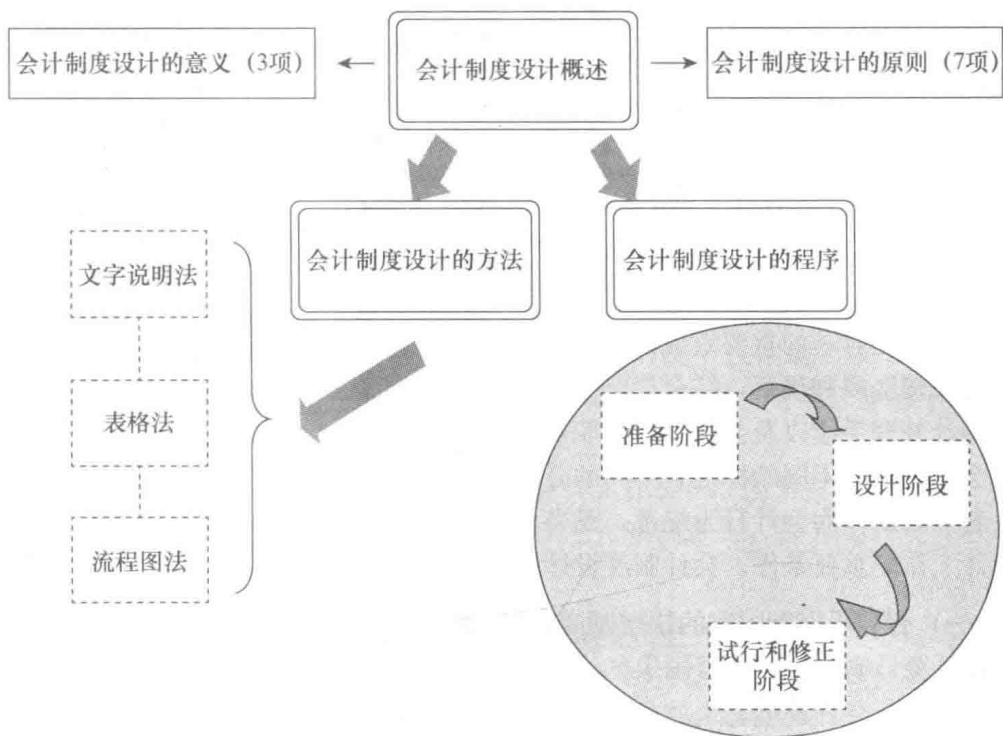 会计制度设计的意义（3项）
会计制度设计概述
会计制度设计的原则（7项）
会计制度设计的方法
会计制度设计的程序
文字说明法
表格法
流程图法
准备阶段
设计阶段
试行和修正
阶段